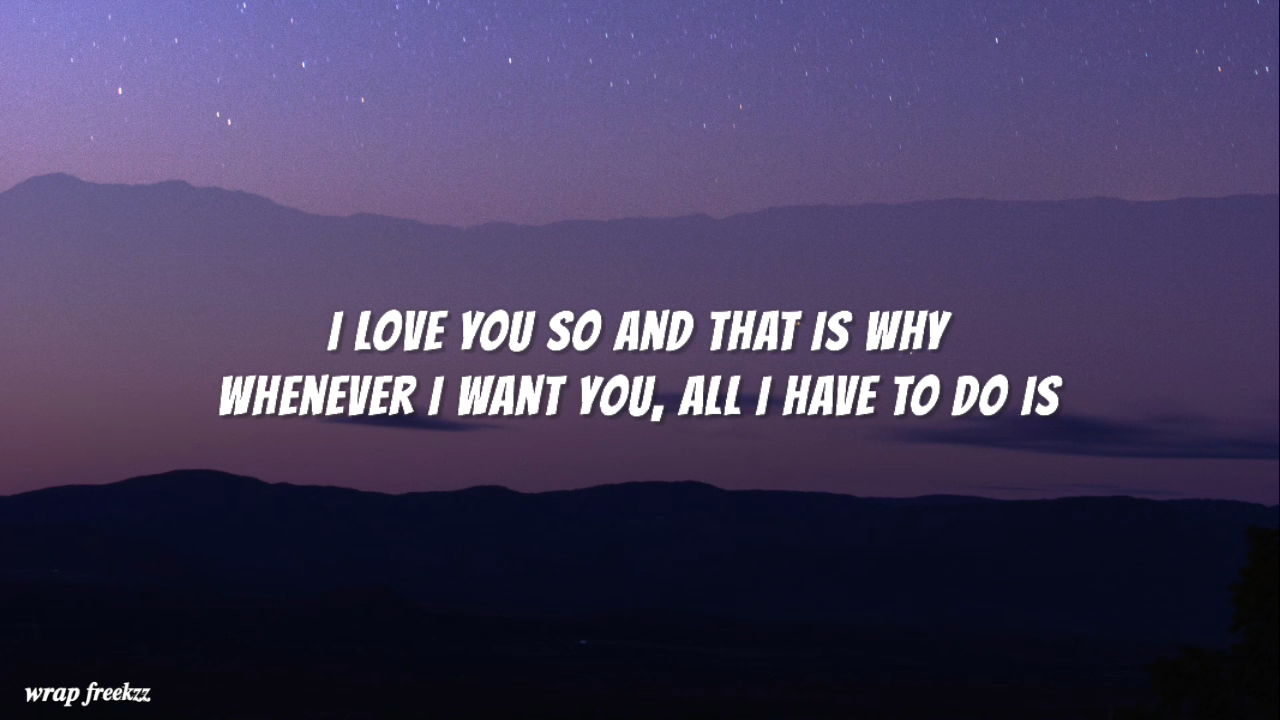 I LOVE YOU SO AND THAT IS WHY
WHENEVER I WANT YOU, ALL I HAVE TO DO IS
wrap freekzz